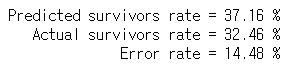 Predicted survivors rate = 37.16 %
Actual survivors rate = 32.46 %
Error rate = 14.48 %